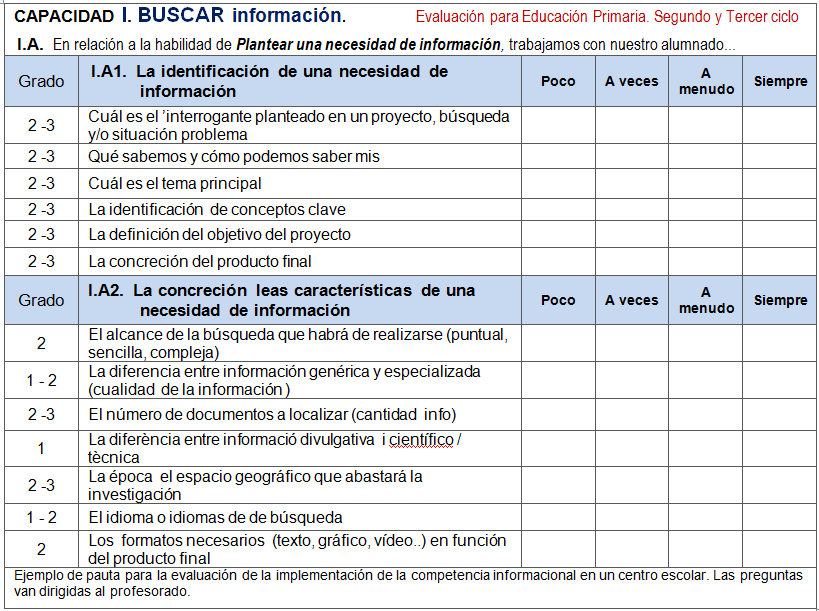 CAPACIDAD I. BUSCAR información. Evaluación para Educación Primaria. Segundo y Tercer ciclo
I.A. En relación a la habilidad de Plantear una necesidad de información, trabajamos con nuestro alumnado...
Grado I.A1. La identificación de una necesidad de información Poco A veces A menudo Siempre
2 -3 Cuál es el ’interrogante planteado en un proyecto, búsqueda
y/o situación problema
2 -3 Qué sabemos y cómo podemos saber mis
2 -3 Cuál es el tema principal
2 -3 La identificación de conceptos clave
2 -3 La definición del objetivo del proyecto
2 -3 La concreción del producto final
Grado I.A2. La concreción leas características de una necesidad de información Poco A veces A menudo Siempre
2 El alcance de la búsqueda que habrá de realizarse (puntual,
sencilla, compleja)
1 - 2 La diferencia entre información genérica y especializada
(cualidad de la información )
2 -3 El número de documentos a localizar (cantidad info)
1 La diferència entre informació divulgativa i científico /
tècnica
2 -3 La época el espacio geográfico que abastará la
investigación
1 - 2 El idioma o idiomas de de búsqueda
2 Los formatos necesarios (texto, gráfico, vídeo..) en función
del producto final
Ejemplo de pauta para la evaluación de la implementación de la competencia informacional en un centro escolar. Las preguntas
van dirigidas al profesorado.